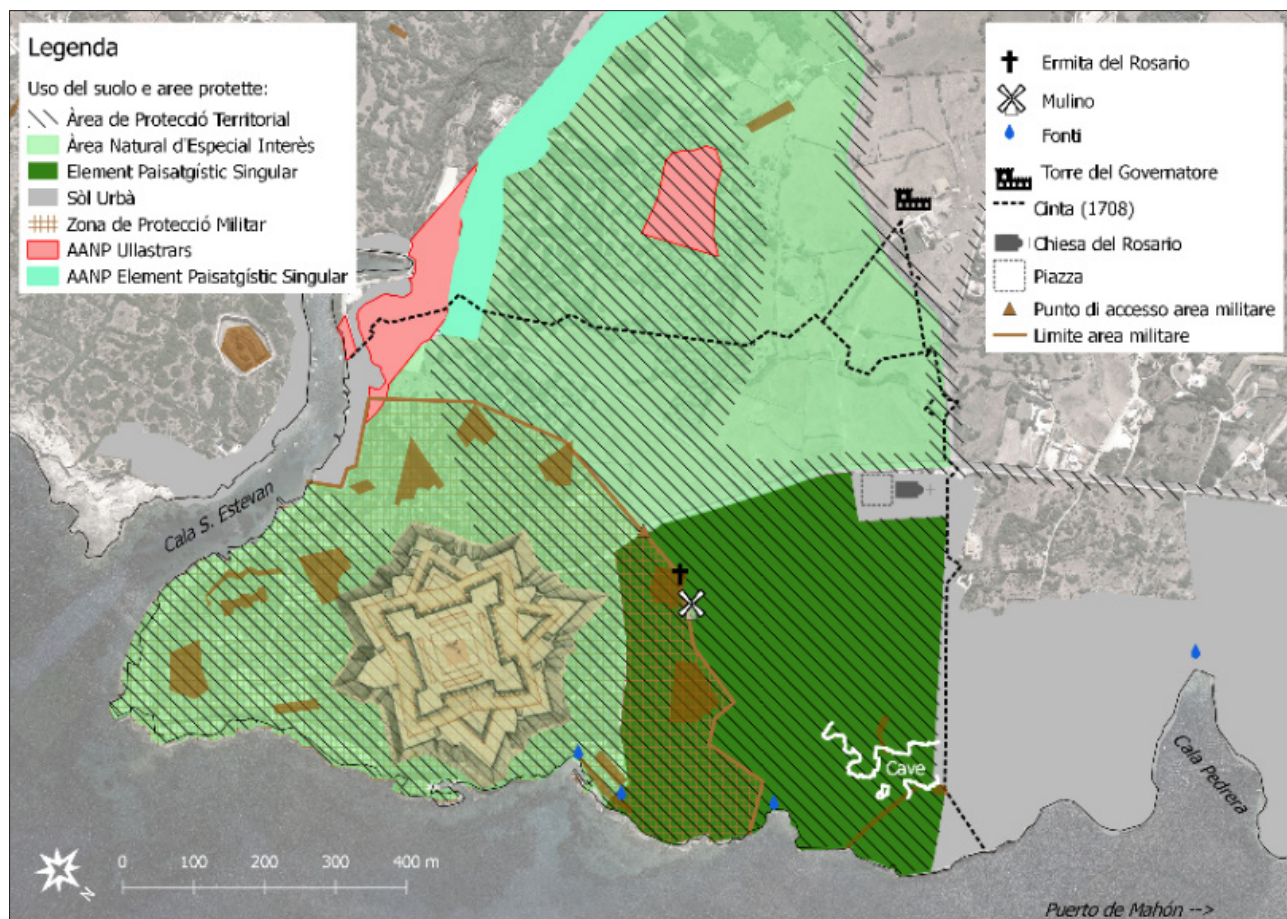 Legenda
Uso del suolo e aree protette:
Àrea de Protecció Territorial
Àrea Natural d'Especial Interès
Element Paisatgístic Singular
Sòl Urbà
Zona de Protecció Militar
AANP Ullastrars
AANP Element Paisatgístic Singular
Ermita del Rosario
Mulino
Fonti
Torre del Governatore
Cinta (1708)
Chiesa del Rosario
Piazza
Punto di accesso area militare
Limite area militare
Cala S. Estevan
Cave
Cala Pedrera
0 100 200 300 400 m
N
Puerto de Mahón -->